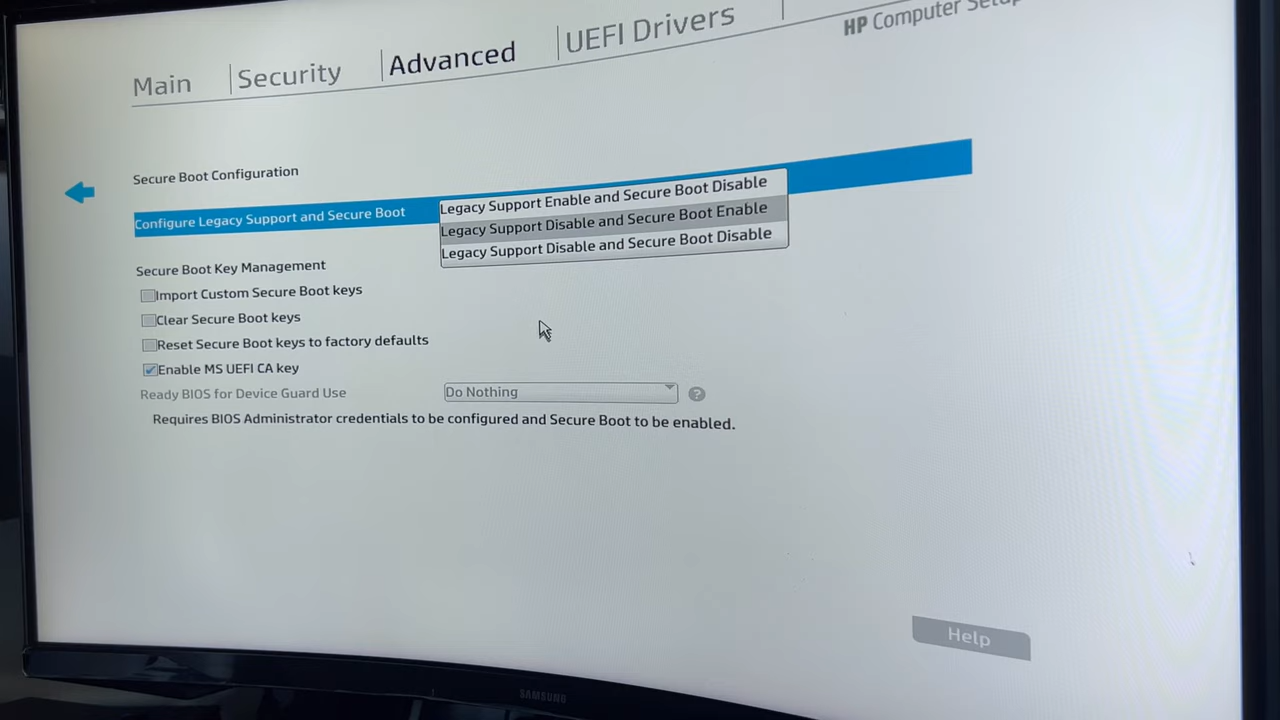 Main
Security
Advanced
UEFI Drivers
HP Computer Setup
Secure Boot Configuration
Configure Legacy Support and Secure Boot
Legacy Support Enable and Secure Boot Disable
Legacy Support Disable and Secure Boot Enable
Legacy Support Disable and Secure Boot Disable
Secure Boot Key Management
Import Custom Secure Boot keys
Clear Secure Boot keys
Reset Secure Boot keys to factory defaults
Enable MS UEFI CA key
Ready BIOS for Device Guard Use
Do Nothing
?
Requires BIOS Administrator credentials to be configured and Secure Boot to be enabled.
Help
SAMSUNG